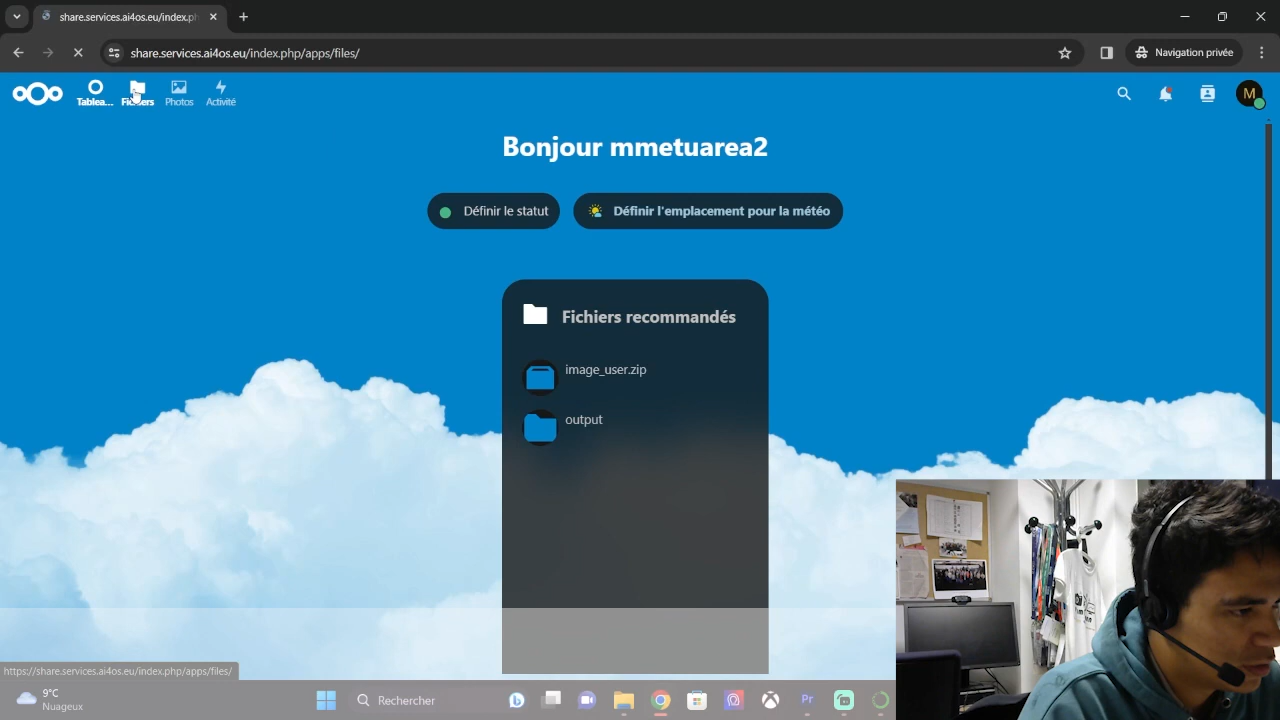 share.services.ai4os.eu/index.ph
share.services.ai4os.eu/index.php/apps/files/
Navigation privée
Tablea... Fichiers Photos Activité
M
Bonjour mmetuarea2
Définir le statut
Définir l'emplacement pour la météo
Fichiers recommandés
image_user.zip
output
https://share.services.ai4os.eu/index.php/apps/files/
9°C
Nuageux
Rechercher
Pr